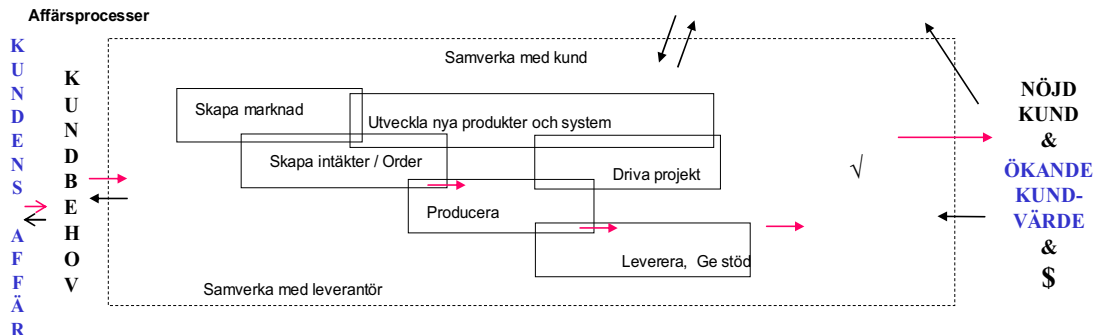 Affärsprocesser
KUNDENS AFFÄR
KUNDBEHOV
Samverka med kund
Skapa marknad
Utveckla nya produkter och system
Skapa intäkter / Order
Driva projekt
√
Producera
Leverera, Ge stöd
Samverka med leverantör
NÖJD
KUND
&
ÖKANDE
KUND-
VÄRDE
&
$